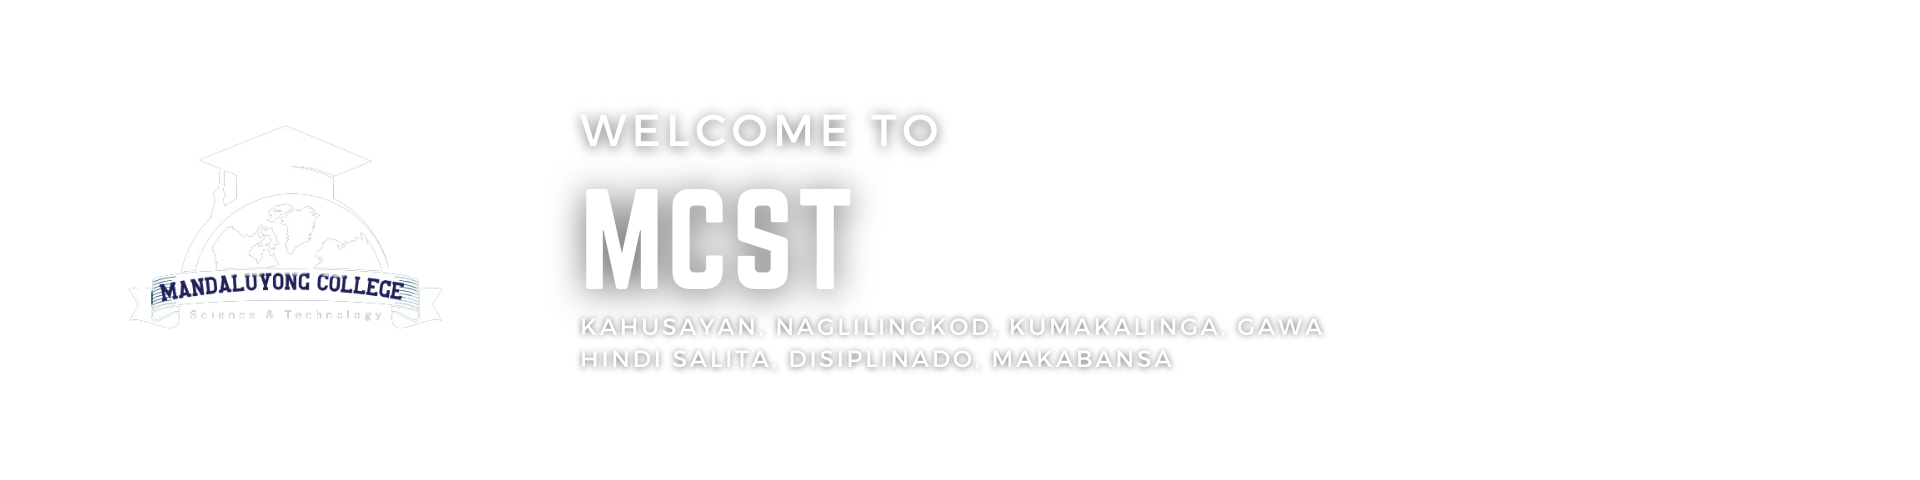 WELCOME TO
MCST
KAHUSAYAN, NAGLILINGKOD, KUMAKALINGA, GAWA
HINDI SALITA, DISIPLINADO, MAKABANSA
MANDALUYONG COLLEGE
Science & Technology